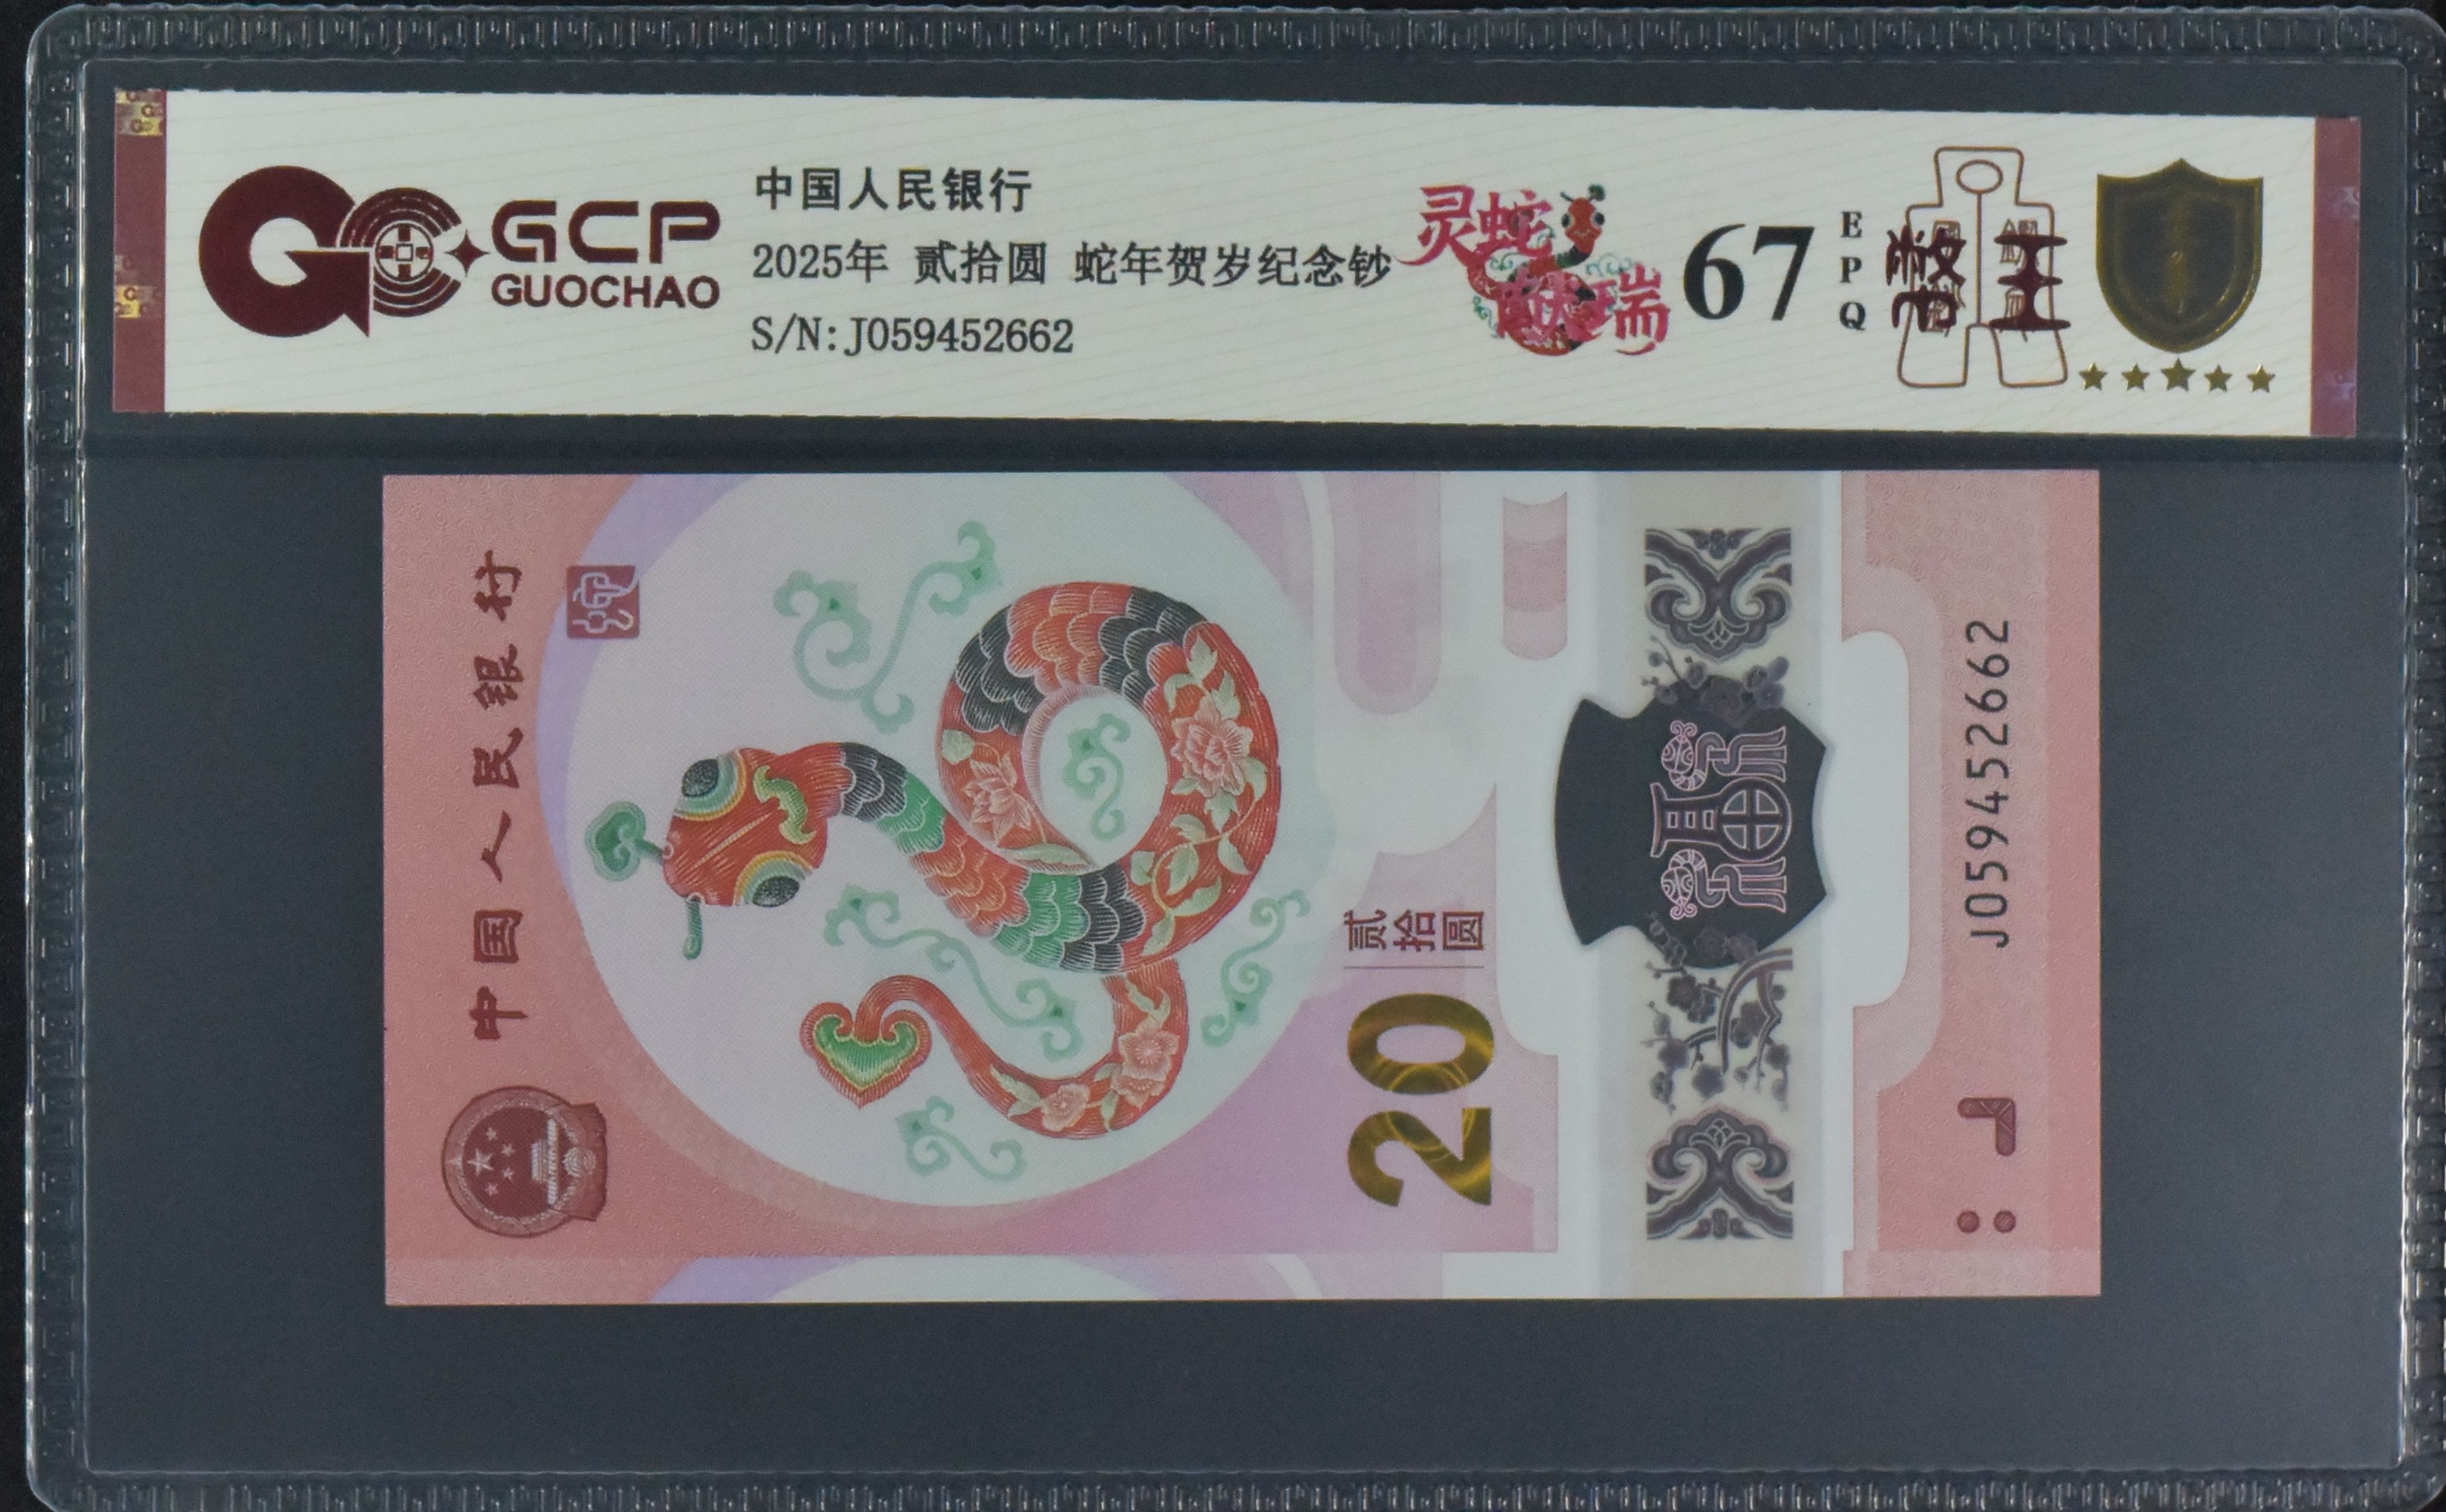 GCP
GUOCHAO
中国人民银行
2025年 贰拾圆 蛇年贺岁纪念钞
S/N:J059452662
灵蛇
献瑞
67
EPQ
中国人民银行
贰拾圆
20
J059452662